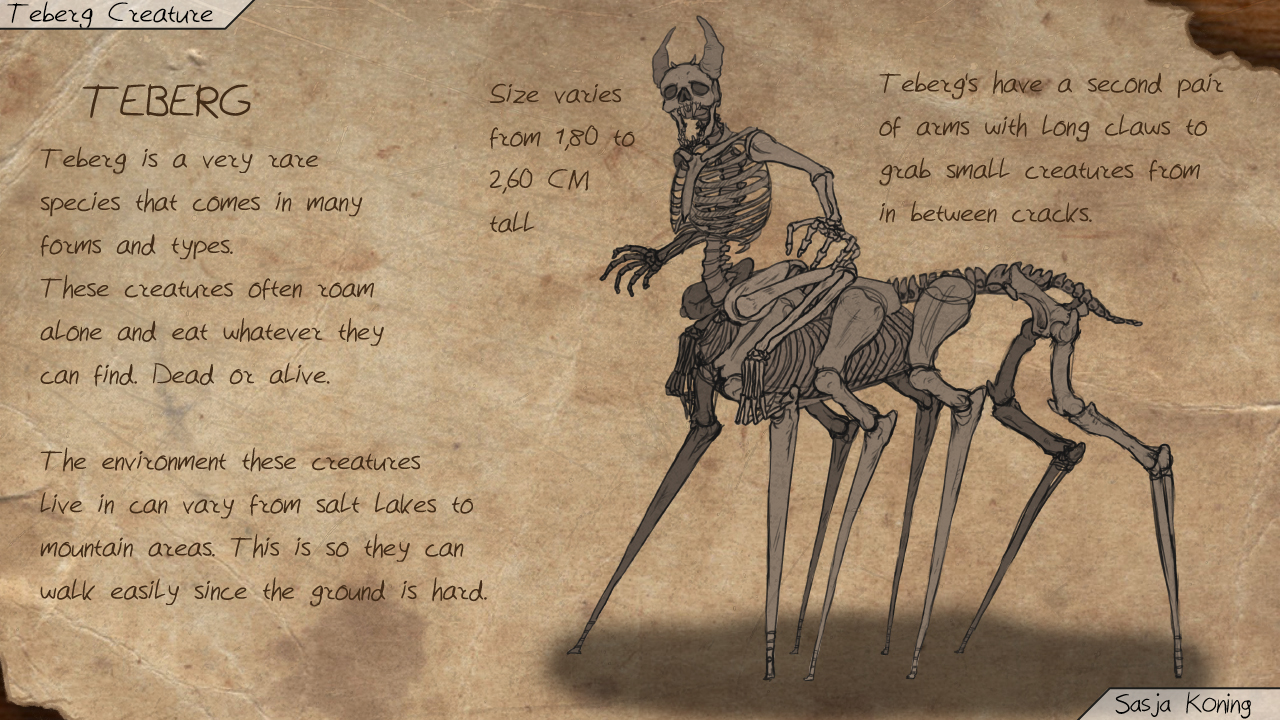 Teberg Creature
TEBERG
Teberg is a very rare
species that comes in many
forms and types.
These creatures often roam
alone and eat whatever they
can find. Dead or alive.
The environment these creatures
live in can vary from salt lakes to
mountain areas. This is so they can
walk easily since the ground is hard.
Size varies
from 1,80 to
2,60 CM
tall
Teberg's have a second pair
of arms with long claws to
grab small creatures from
in between cracks.
Sasja Koning